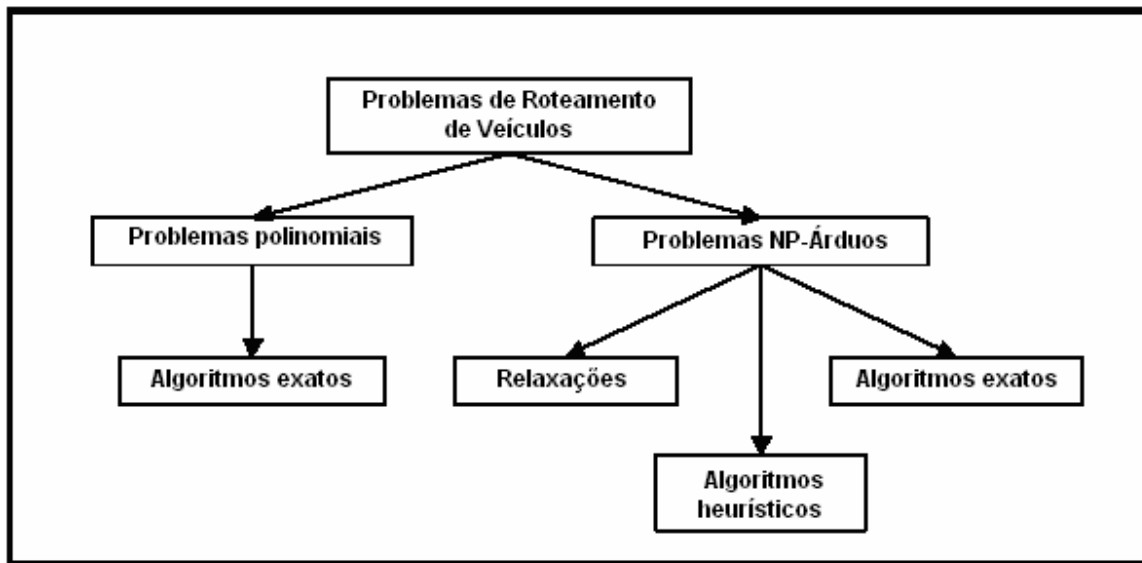 Problemas de Roteamento
de Veículos
Problemas polinomiais
Problemas NP-Árduos
Algoritmos exatos
Relaxações
Algoritmos exatos
Algoritmos
heurísticos